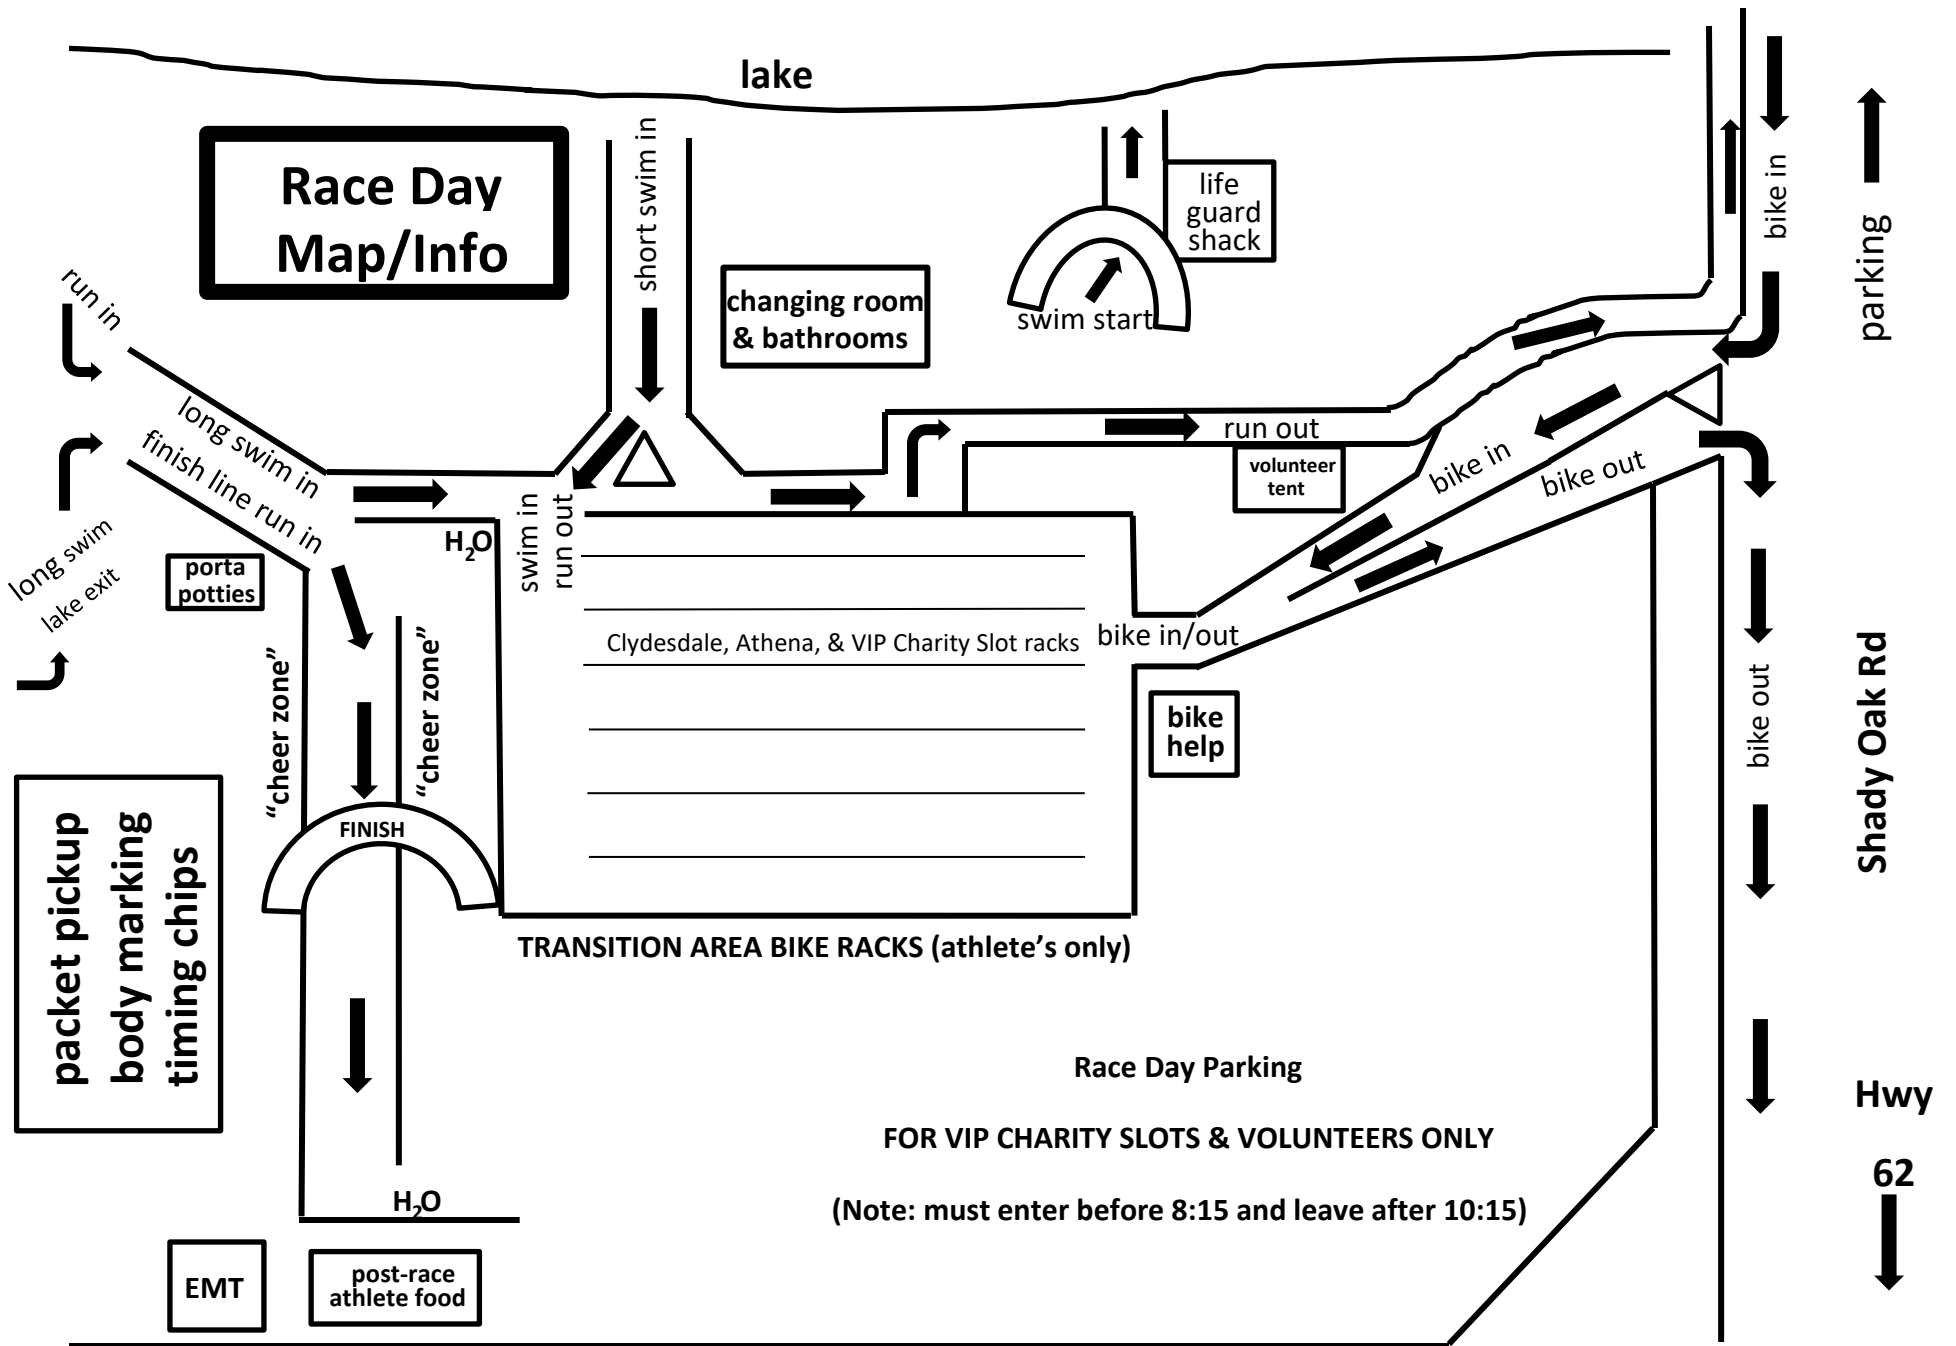 lake
Race Day
Map/Info
short swim in
life
guard
shack
swim start
changing room
& bathrooms
bike in
parking
run in
long swim in
finish line run in
long swim
lake exit
porta
potties
H2O
swim in
run out
run out
volunteer
tent
bike in
bike out
Clydesdale, Athena, & VIP Charity Slot racks
bike in/out
bike
help
bike out
Shady Oak Rd
“cheer zone”
“cheer zone”
FINISH
packet pickup
body marking
timing chips
TRANSITION AREA BIKE RACKS (athlete’s only)
Race Day Parking
FOR VIP CHARITY SLOTS & VOLUNTEERS ONLY
(Note: must enter before 8:15 and leave after 10:15)
Hwy
62
H2O
EMT
post-race
athlete food